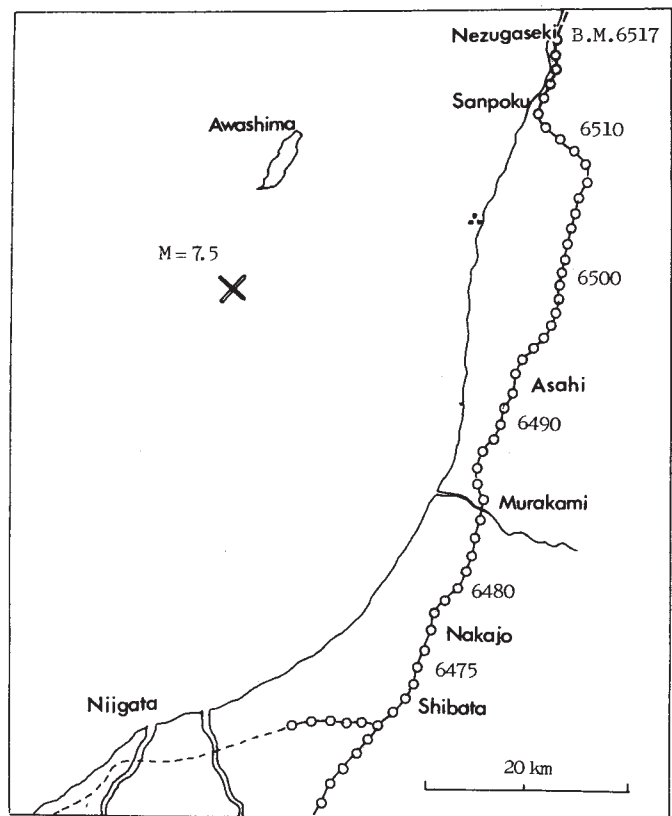 Nezugaseki B.M.6517
Sanpoku
6510
Awashima
M = 7.5
6500
Asahi
6490
Murakami
6480
Nakajo
6475
Niigata
Shibata
20 km